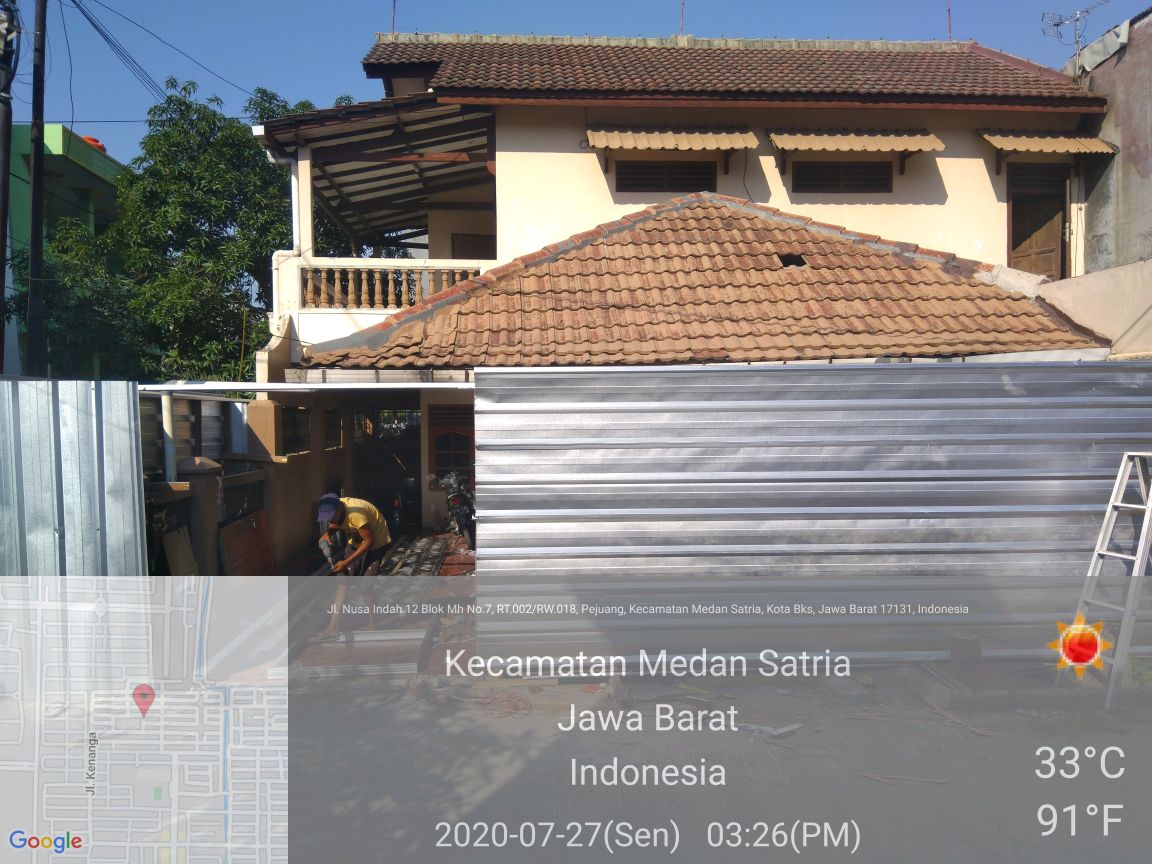 Jl. Nusa Indah 12 Blok Mh No.7, RT.002/RW.018, Pejuang, Kecamatan Medan Satria, Kota Bks, Jawa Barat 17131, Indonesia
Kecamatan Medan Satria
Jawa Barat
Indonesia
2020-07-27(Sen) 03:26(PM)
33°C
91°F
Jl. Kenanga
Google